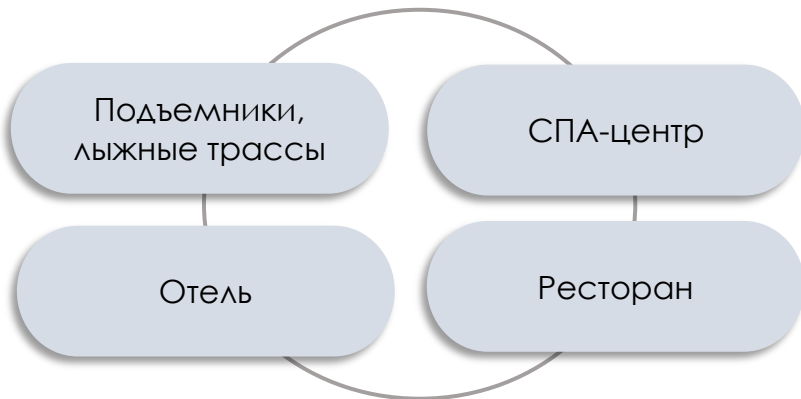 Подъемники,
лыжные трассы
СПА-центр
Отель
Ресторан